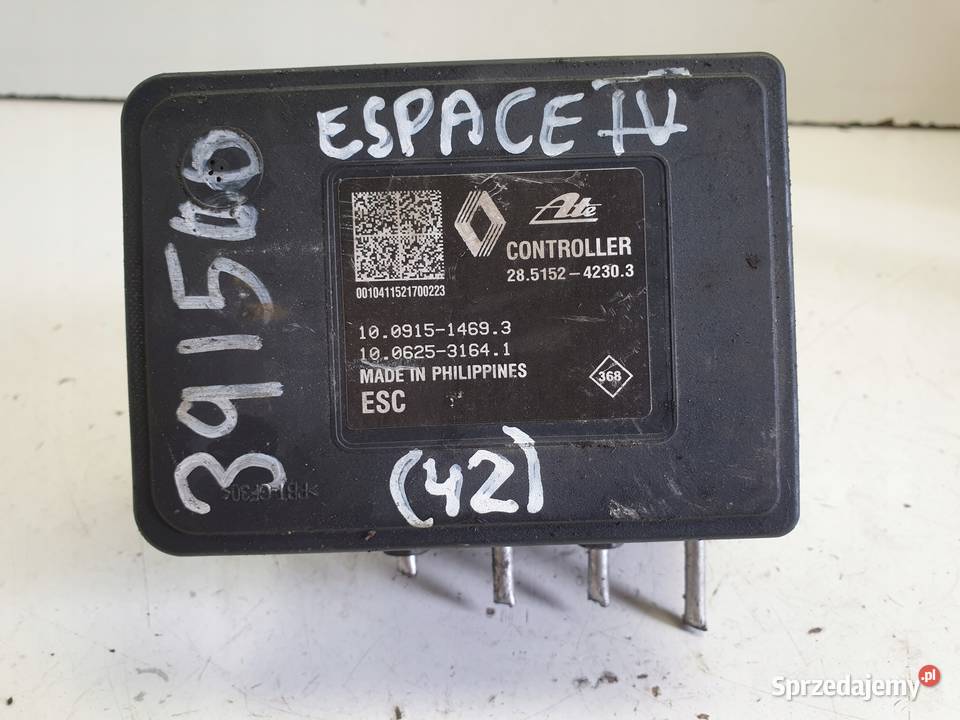 ESPACE IV
Ate
CONTROLLER
28.5152-4230.3
0010411521700223
10.0915-1469.3
10.0625-3164.1
MADE IN PHILIPPINES
368
ESC
(42)
Sprzedajemy.pl